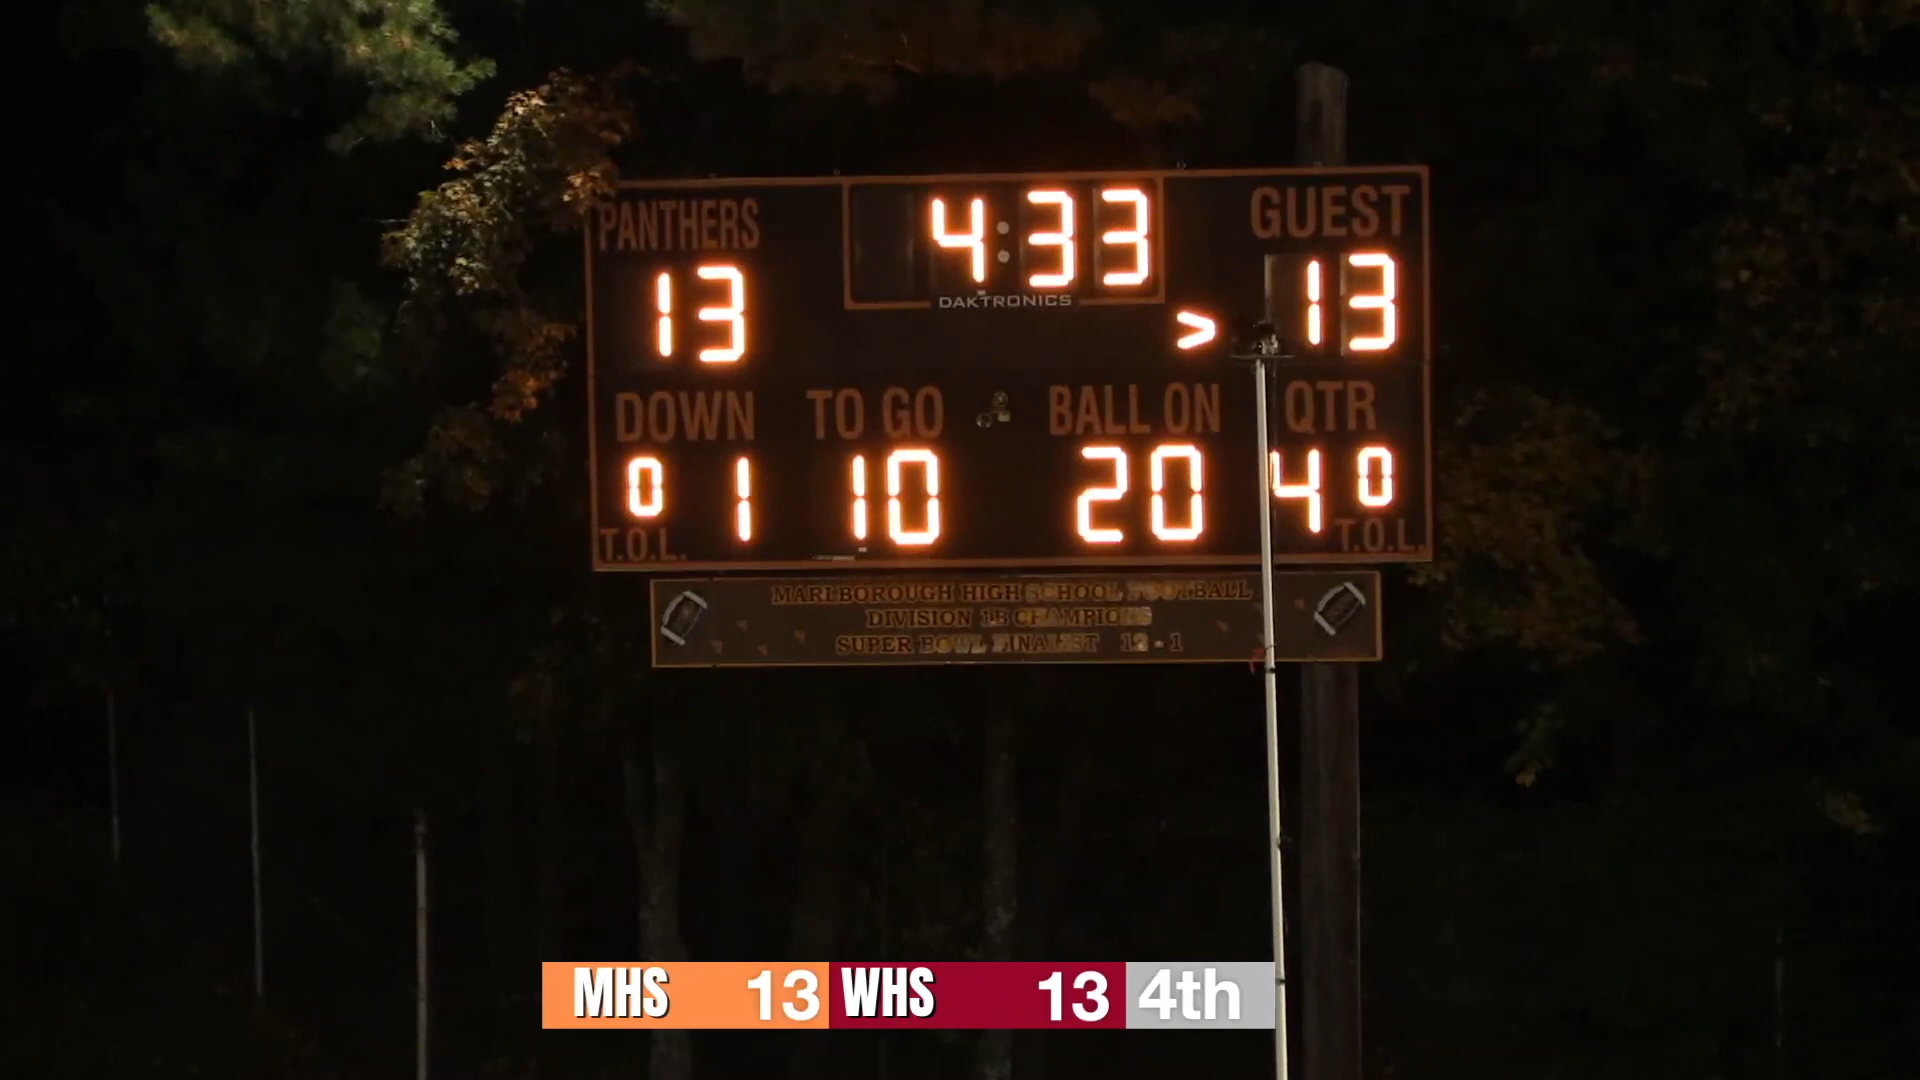 PANTHERS 4:33 GUEST
13 > 13
DAKTRONICS
DOWN TO GO BALL ON QTR
0 1 10 20 4 0
T.O.L. T.O.L.
MARLBOROUGH HIGH SCHOOL FOOTBALL
DIVISION 1B CHAMPIONS
SUPER BOWL FINALIST 12 - 1
MHS 13 WHS 13 4th